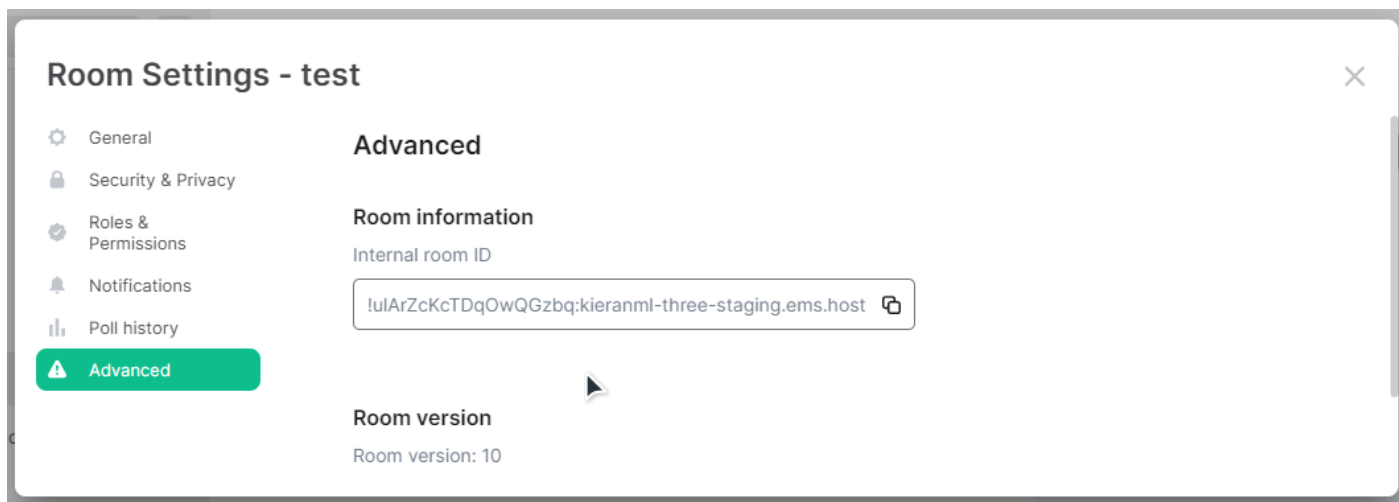 Room Settings - test
General
Security & Privacy
Roles &
Permissions
Notifications
Poll history
Advanced
Advanced
Room information
Internal room ID
!ulArZcKcTDqOwQGzbq:kieranml-three-staging.ems.host
Room version
Room version: 10